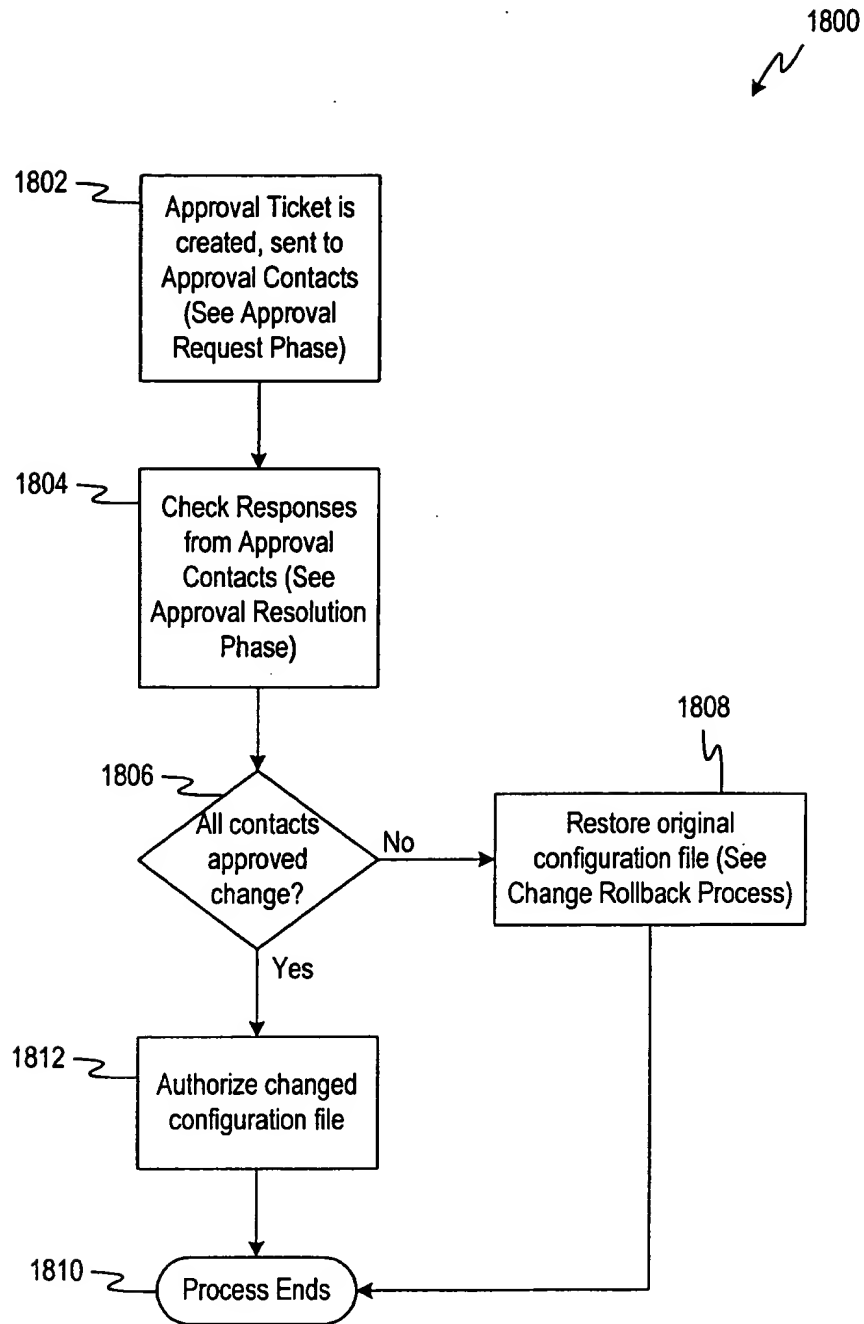 1800
1802
Approval Ticket is
created, sent to
Approval Contacts
(See Approval
Request Phase)
1804
Check Responses
from Approval
Contacts (See
Approval Resolution
Phase)
1806
All contacts
approved
change?
No
1808
Restore original
configuration file (See
Change Rollback Process)
Yes
1812
Authorize changed
configuration file
1810
Process Ends